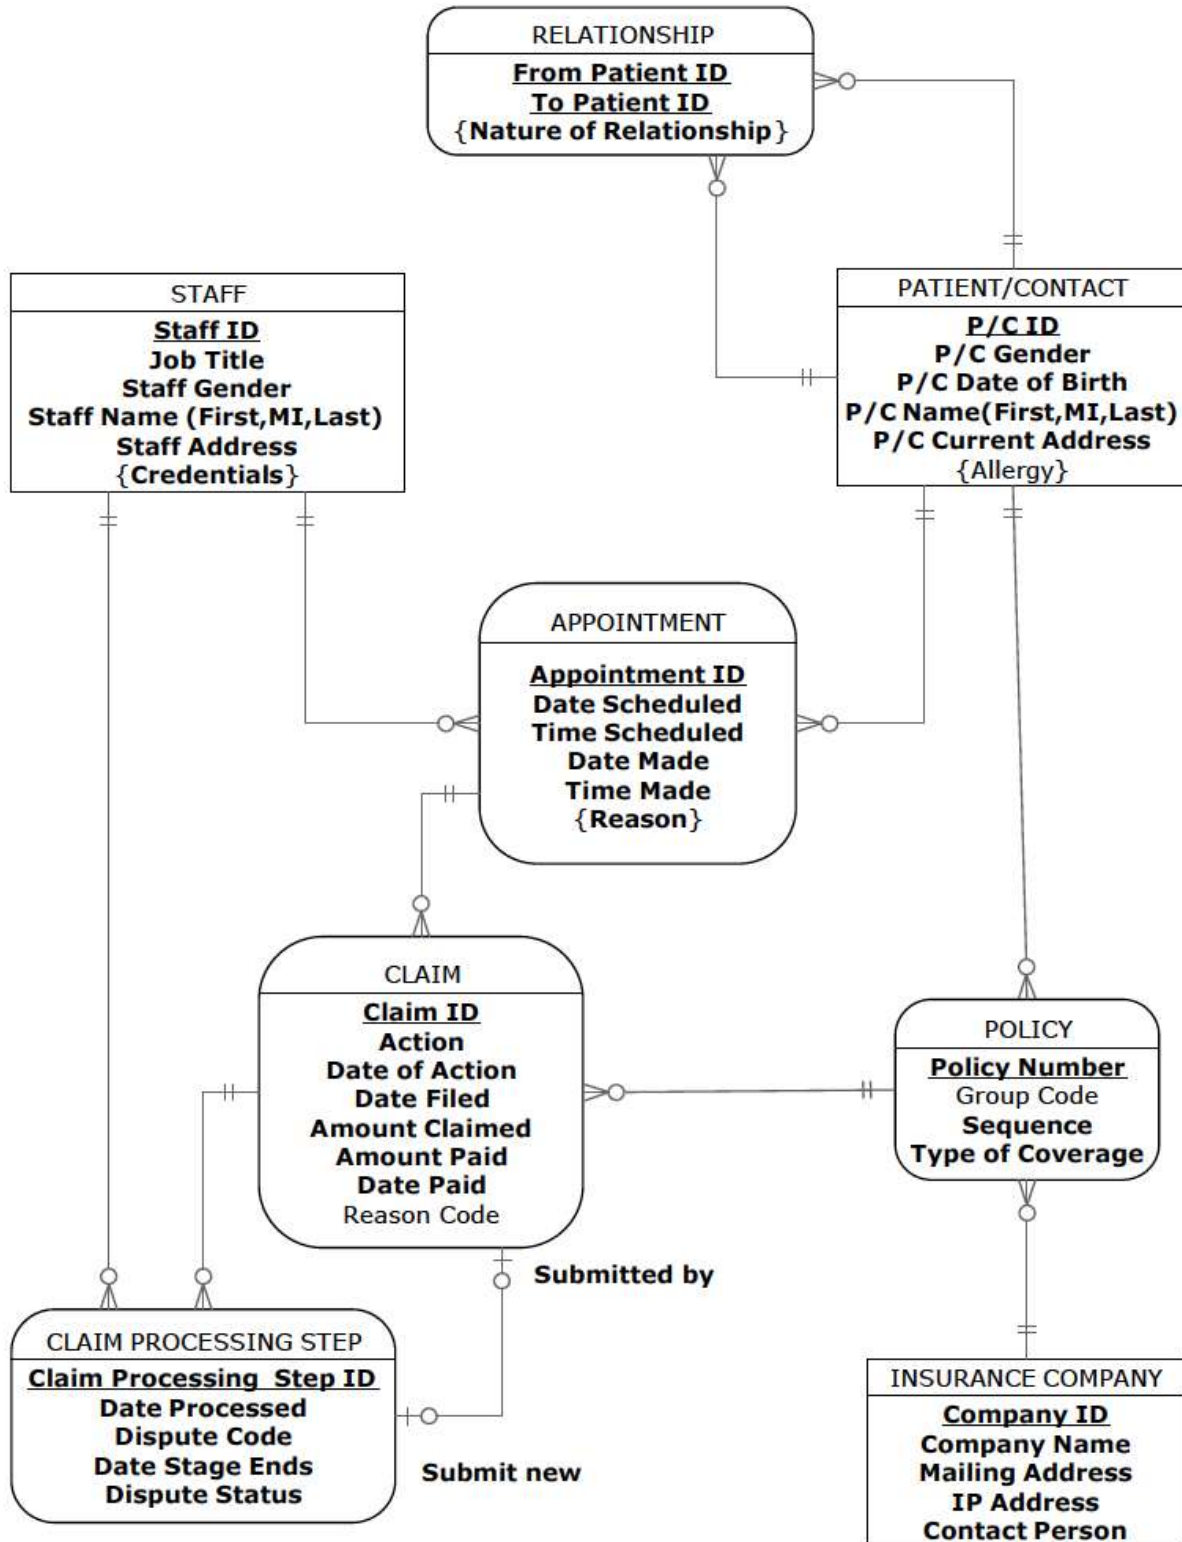 RELATIONSHIP
From Patient ID
To Patient ID
{Nature of Relationship}
STAFF
Staff ID
Job Title
Staff Gender
Staff Name (First,MI,Last)
Staff Address
{Credentials}
PATIENT/CONTACT
P/C ID
P/C Gender
P/C Date of Birth
P/C Name(First,MI,Last)
P/C Current Address
{Allergy}
APPOINTMENT
Appointment ID
Date Scheduled
Time Scheduled
Date Made
Time Made
{Reason}
CLAIM
Claim ID
Action
Date of Action
Date Filed
Amount Claimed
Amount Paid
Date Paid
Reason Code
POLICY
Policy Number
Group Code
Sequence
Type of Coverage
Submitted by
CLAIM PROCESSING STEP
Claim Processing Step ID
Date Processed
Dispute Code
Date Stage Ends
Dispute Status
Submit new
INSURANCE COMPANY
Company ID
Company Name
Mailing Address
IP Address
Contact Person